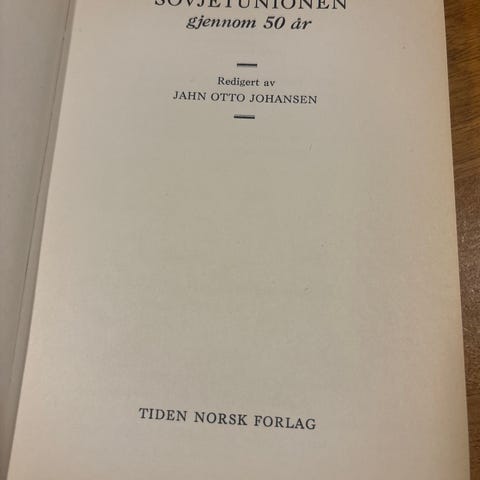 SOVJETUNIONEN
gjennom 50 år
Redigert av
JAHN OTTO JOHANSEN
TIDEN NORSK FORLAG